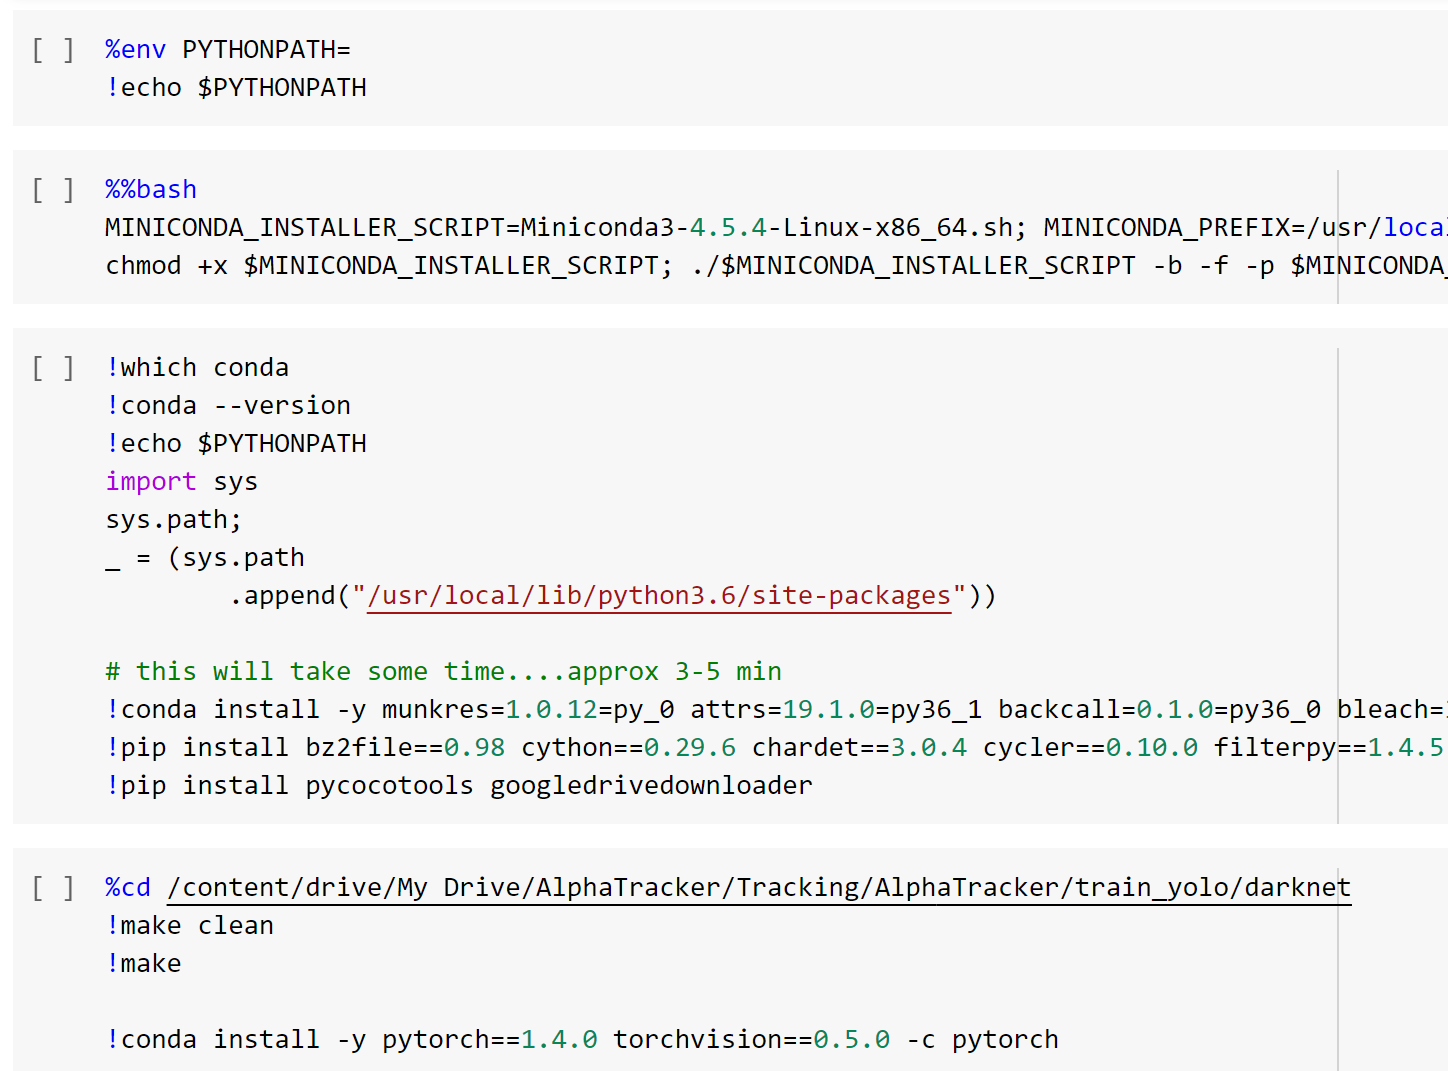 [ ] %env PYTHONPATH=
!echo $PYTHONPATH
[ ] %%bash
MINICONDA_INSTALLER_SCRIPT=Miniconda3-4.5.4-Linux-x86_64.sh; MINICONDA_PREFIX=/usr/local
chmod +x $MINICONDA_INSTALLER_SCRIPT; ./$MINICONDA_INSTALLER_SCRIPT -b -f -p $MINICONDA_
[ ] !which conda
!conda --version
!echo $PYTHONPATH
import sys
sys.path;
_ = (sys.path
.append("/usr/local/lib/python3.6/site-packages"))
# this will take some time....approx 3-5 min
!conda install -y munkres=1.0.12=py_0 attrs=19.1.0=py36_1 backcall=0.1.0=py36_0 bleach=
!pip install bz2file==0.98 cython==0.29.6 chardet==3.0.4 cycler==0.10.0 filterpy==1.4.5
!pip install pycocotools googledrivedownloader
[ ] %cd /content/drive/My Drive/AlphaTracker/Tracking/AlphaTracker/train_yolo/darknet
!make clean
!make
!conda install -y pytorch==1.4.0 torchvision==0.5.0 -c pytorch